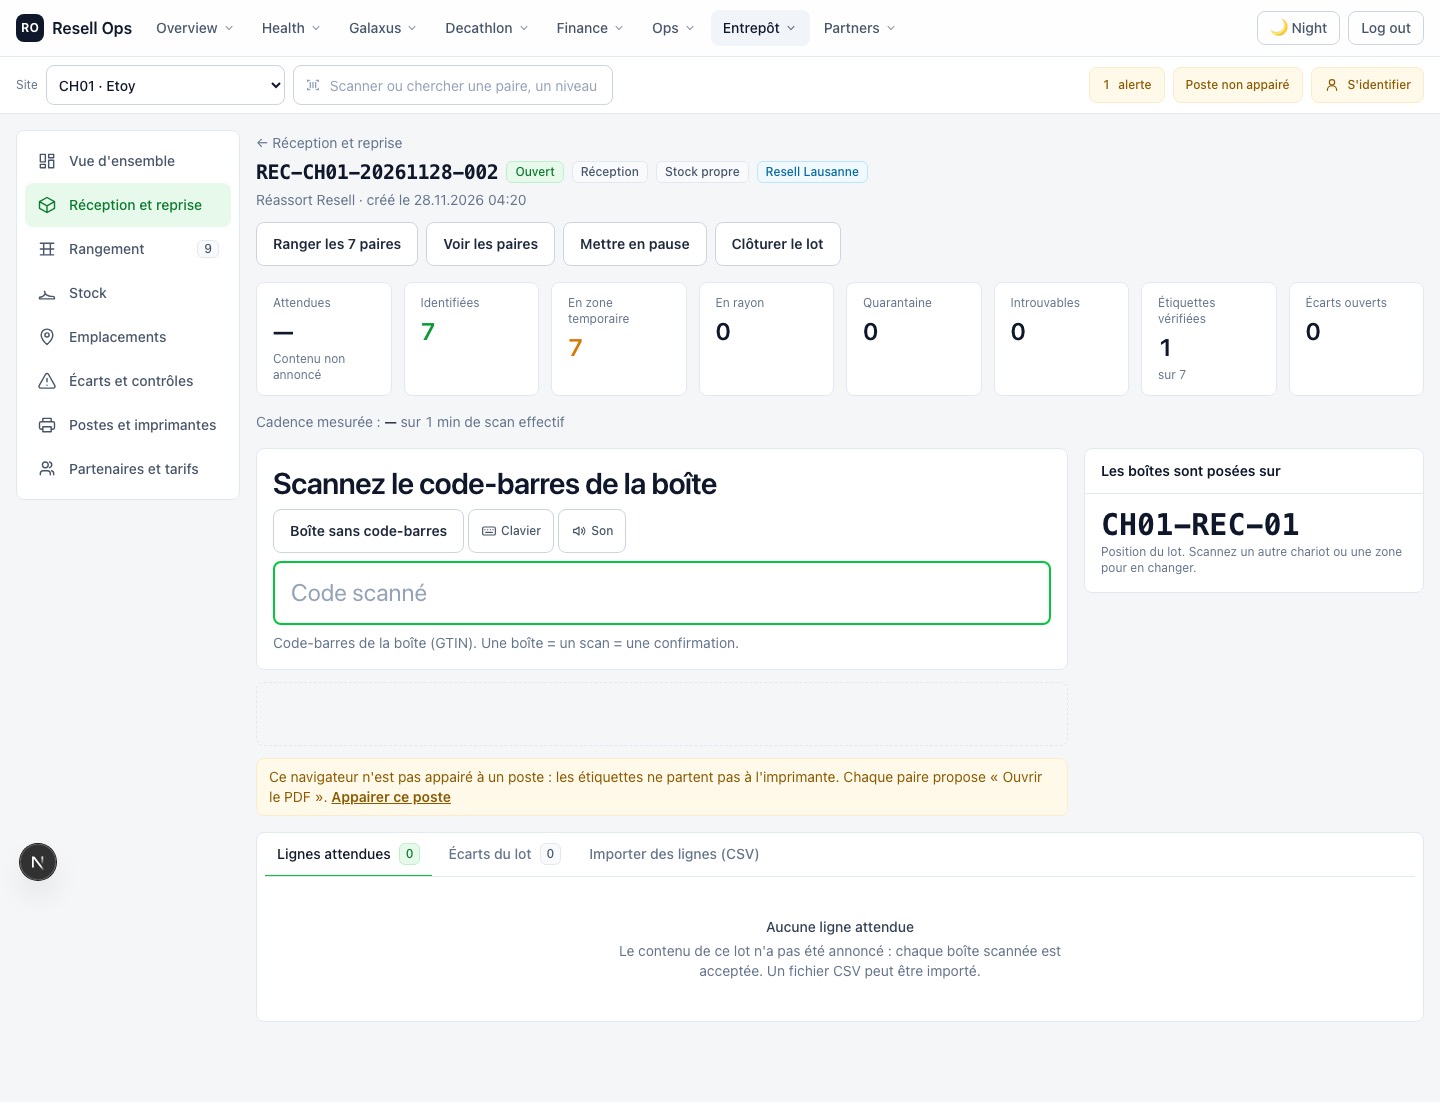 RO Resell Ops Overview Health Galaxus Decathlon Finance Ops Entrepôt Partners 🌙 Night Log out
Site CH01 · Etoy Scanner ou chercher une paire, un niveau 1 alerte Poste non appairé S'identifier
Vue d'ensemble
Réception et reprise
Rangement 9
Stock
Emplacements
Écarts et contrôles
Postes et imprimantes
Partenaires et tarifs
← Réception et reprise
REC-CH01-20261128-002 Ouvert Réception Stock propre Resell Lausanne
Réassort Resell · créé le 28.11.2026 04:20
Ranger les 7 paires Voir les paires Mettre en pause Clôturer le lot
Attendues
—
Contenu non
annoncé
Identifiées
7
En zone
temporaire
7
En rayon
0
Quarantaine
0
Introuvables
0
Étiquettes
vérifiées
1
sur 7
Écarts ouverts
0
Cadence mesurée : — sur 1 min de scan effectif
Scannez le code-barres de la boîte
Boîte sans code-barres Clavier Son
Code scanné
Code-barres de la boîte (GTIN). Une boîte = un scan = une confirmation.
Les boîtes sont posées sur
CH01-REC-01
Position du lot. Scannez un autre chariot ou une zone
pour en changer.
Ce navigateur n'est pas appairé à un poste : les étiquettes ne partent pas à l'imprimante. Chaque paire propose « Ouvrir
le PDF ». Appairer ce poste
Lignes attendues 0 Écarts du lot 0 Importer des lignes (CSV)
Aucune ligne attendue
Le contenu de ce lot n'a pas été annoncé : chaque boîte scannée est
acceptée. Un fichier CSV peut être importé.
N